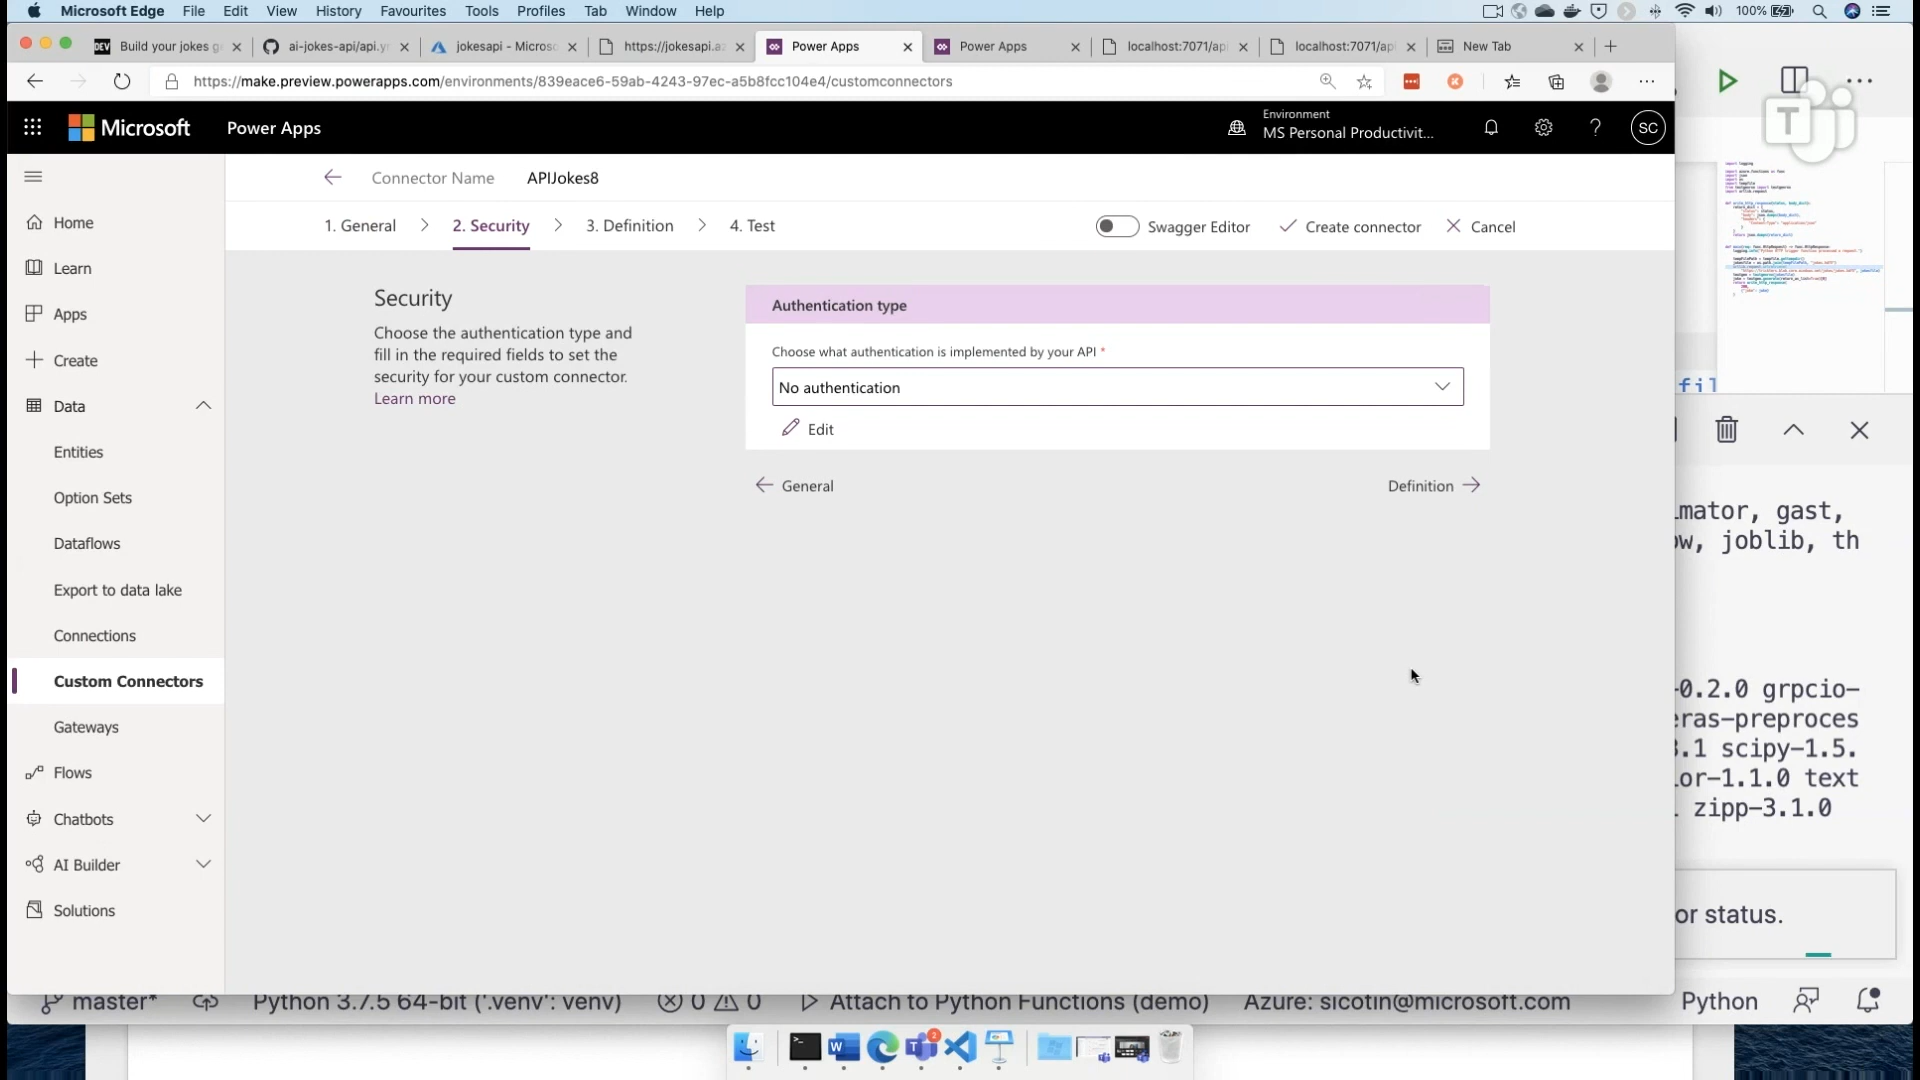 Microsoft Edge File Edit View History Favourites Tools Profiles Tab Window Help 100%
Build your jokes g
ai-jokes-api/api.y
jokesapi - Microso
https://jokesapi.a
Power Apps
Power Apps
localhost:7071/api
localhost:7071/api
New Tab
https://make.preview.powerapps.com/environments/839eace6-59ab-4243-97ec-a5b8fcc104e4/customconnectors
Microsoft Power Apps
Environment
MS Personal Productivit...
SC
Connector Name APIJokes8
1. General 2. Security 3. Definition 4. Test
Swagger Editor Create connector Cancel
Home
Learn
Apps
Create
Data
Entities
Option Sets
Dataflows
Export to data lake
Connections
Custom Connectors
Gateways
Flows
Chatbots
AI Builder
Solutions
Security
Choose the authentication type and
fill in the required fields to set the
security for your custom connector.
Learn more
Authentication type
Choose what authentication is implemented by your API *
No authentication
Edit
General
Definition
T
fil
mator, gast,
ow, joblib, th
-0.2.0 grpcio-
eras-preproces
3.1 scipy-1.5.
or-1.1.0 text
zipp-3.1.0
or status.
master* Python 3.7.5 64-bit ('.venv': venv) 0 0 Attach to Python Functions (demo) Azure: sicotin@microsoft.com Python
2